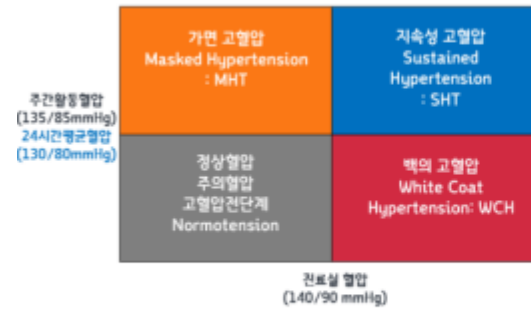 가면 고혈압
Masked Hypertension
: MHT
지속성 고혈압
Sustained
Hypertension
: SHT
주간활동혈압
(135/85mmHg)
24시간평균혈압
(130/80mmHg)
정상혈압
주의혈압
고혈압전단계
Normotension
백의 고혈압
White Coat
Hypertension: WCH
진료실 혈압
(140/90 mmHg)